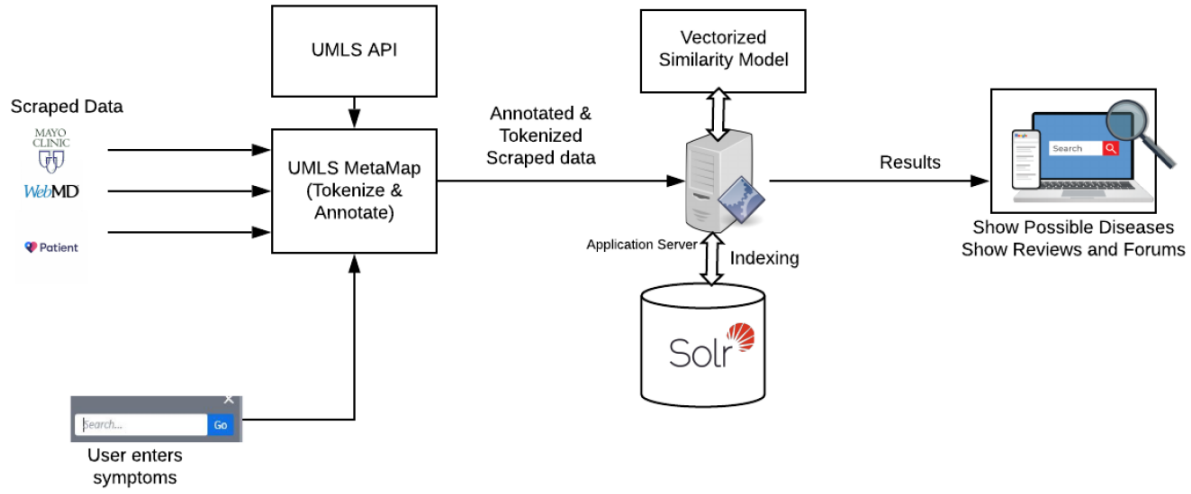 UMLS API
Vectorized
Similarity Model
Scraped Data
MAYO
CLINIC
WebMD
Patient
UMLS MetaMap
(Tokenize &
Annotate)
Annotated &
Tokenized
Scraped data
Application Server
Indexing
Solr
Results
Google
Search
Show Possible Diseases
Show Reviews and Forums
Search...
Go
User enters
symptoms